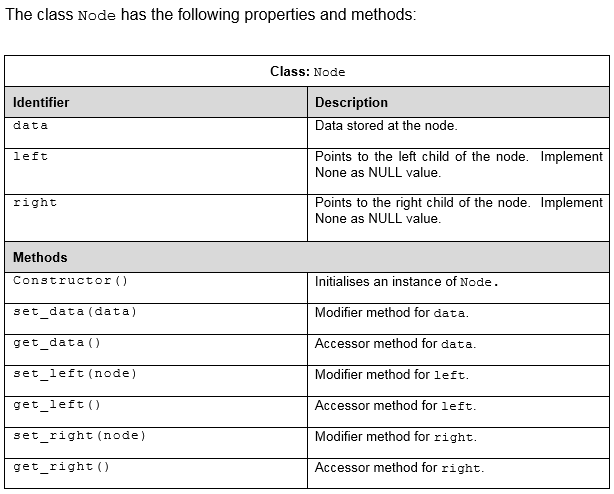 The class Node has the following properties and methods:
Class: Node
Identifier Description
data Data stored at the node.
left Points to the left child of the node. Implement
None as NULL value.
right Points to the right child of the node. Implement
None as NULL value.
Methods
Constructor() Initialises an instance of Node.
set_data(data) Modifier method for data.
get_data() Accessor method for data.
set_left(node) Modifier method for left.
get_left() Accessor method for left.
set_right(node) Modifier method for right.
get_right() Accessor method for right.